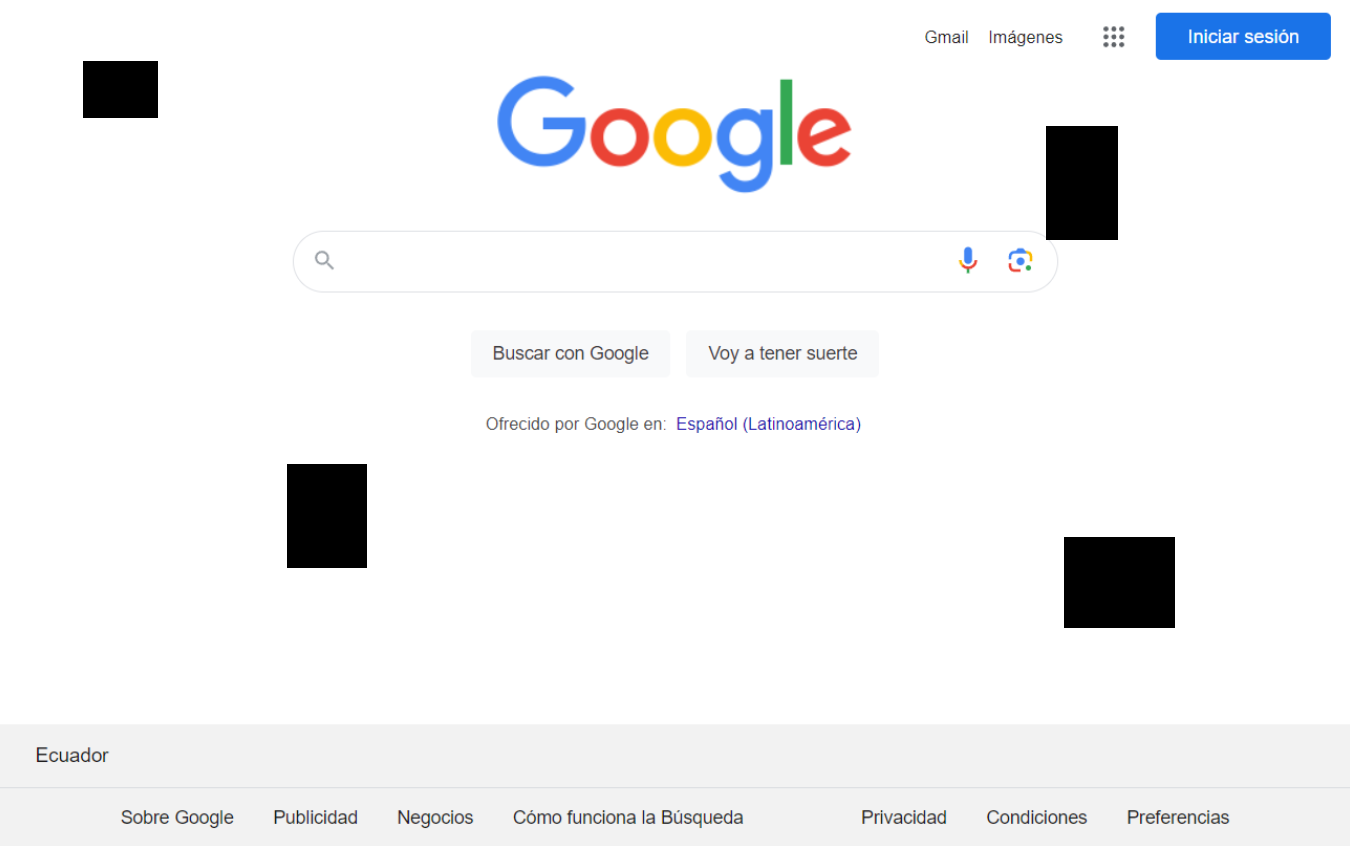 Gmail Imágenes Iniciar sesión
Google
Buscar con Google Voy a tener suerte
Ofrecido por Google en: Español (Latinoamérica)
Ecuador
Sobre Google Publicidad Negocios Cómo funciona la Búsqueda Privacidad Condiciones Preferencias